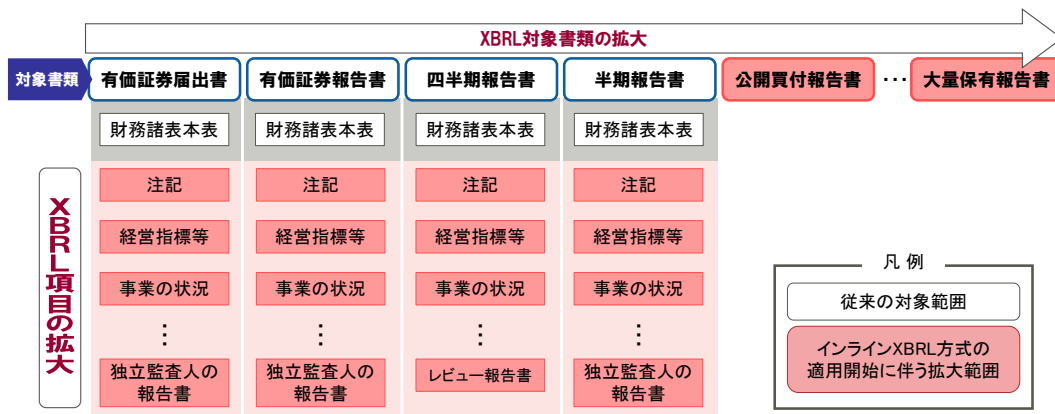 XBRL対象書類の拡大
対象書類
有価証券届出書
有価証券報告書
四半期報告書
半期報告書
公開買付報告書
･･･
大量保有報告書
財務諸表本表
財務諸表本表
財務諸表本表
財務諸表本表
XBRL項目の拡大
注記
注記
注記
注記
経営指標等
経営指標等
経営指標等
経営指標等
事業の状況
事業の状況
事業の状況
事業の状況
⋮
⋮
⋮
⋮
独立監査人の
報告書
独立監査人の
報告書
レビュー報告書
独立監査人の
報告書
凡 例
従来の対象範囲
インラインXBRL方式の
適用開始に伴う拡大範囲